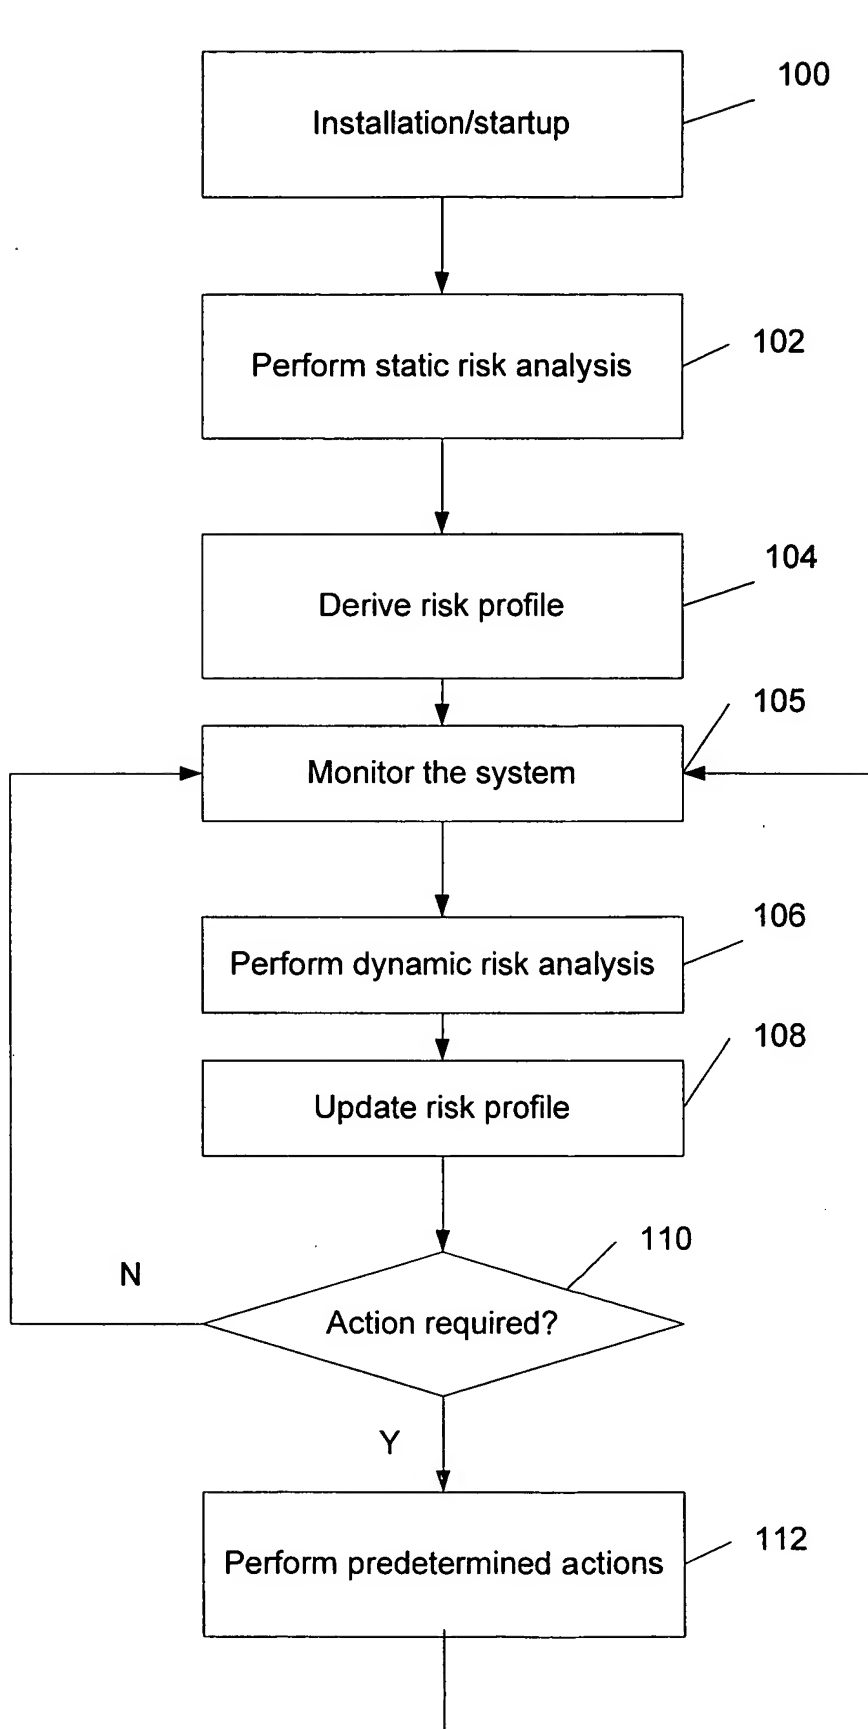 100
Installation/startup
102
Perform static risk analysis
104
Derive risk profile
105
Monitor the system
106
Perform dynamic risk analysis
108
Update risk profile
110
N
Action required?
Y
112
Perform predetermined actions